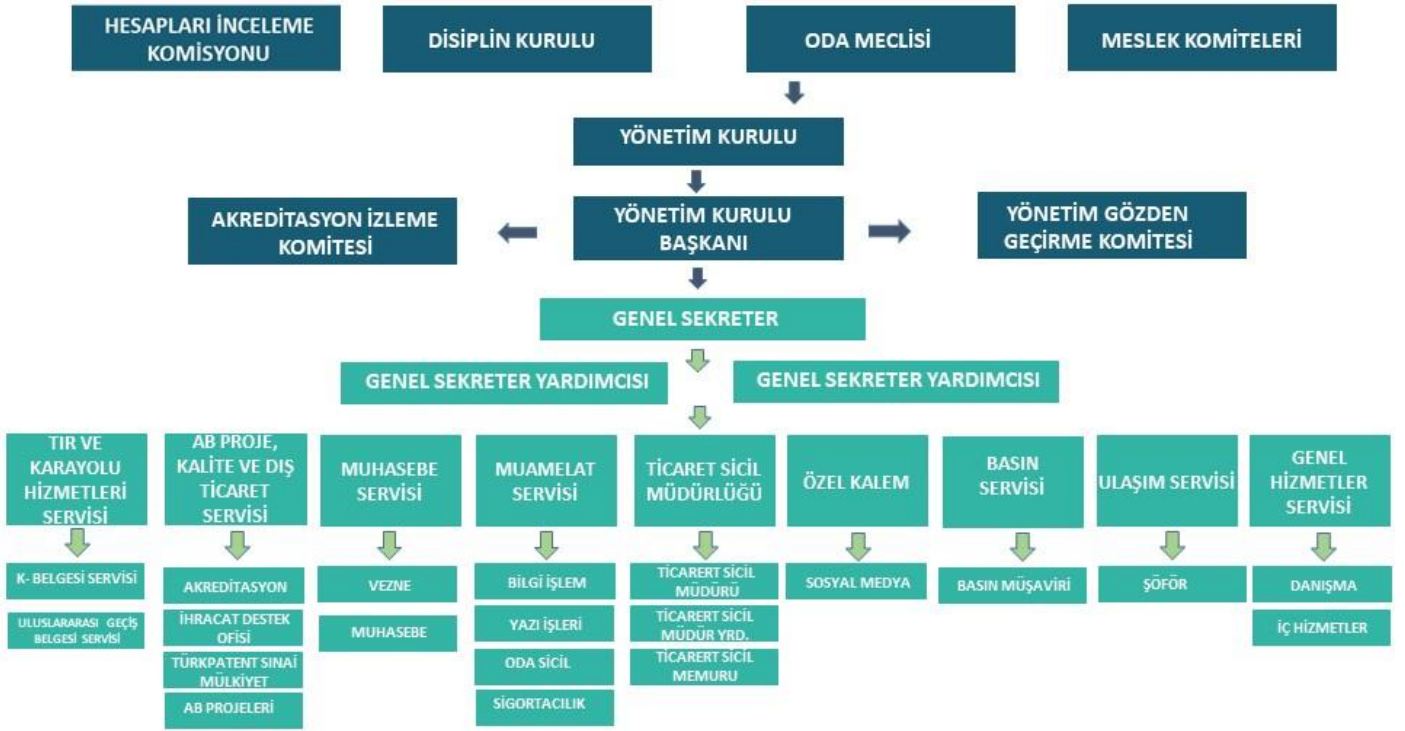 HESAPLARI İNCELEME
KOMİSYONU
DİSİPLİN KURULU
ODA MECLİSİ
MESLEK KOMİTELERİ
YÖNETİM KURULU
AKREDİTASYON İZLEME
KOMİTESİ
YÖNETİM KURULU
BAŞKANI
YÖNETİM GÖZDEN
GEÇİRME KOMİTESİ
GENEL SEKRETER
GENEL SEKRETER YARDIMCISI
GENEL SEKRETER YARDIMCISI
TIR VE
KARAYOLU
HİZMETLERİ
SERVİSİ
AB PROJE,
KALİTE VE DIŞ
TİCARET
SERVİSİ
MUHASEBE
SERVİSİ
MUAMELAT
SERVİSİ
TİCARET SİCİL
MÜDÜRLÜĞÜ
ÖZEL KALEM
BASIN
SERVİSİ
ULAŞIM SERVİSİ
GENEL
HİZMETLER
SERVİSİ
K- BELGESİ SERVİSİ
ULUSLARARASI GEÇİŞ
BELGESİ SERVİSİ
AKREDİTASYON
İHRACAT DESTEK
OFİSİ
TÜRKPATENT SINAİ
MÜLKİYET
AB PROJELERİ
VEZNE
MUHASEBE
BİLGİ İŞLEM
YAZI İŞLERİ
ODA SİCİL
SİGORTACILIK
TİCARERT SİCİL
MÜDÜRÜ
TİCARERT SİCİL
MÜDÜR YRD.
TİCARERT SİCİL
MEMURU
SOSYAL MEDYA
BASIN MÜŞAVİRİ
ŞÖFÖR
DANIŞMA
İÇ HİZMETLER